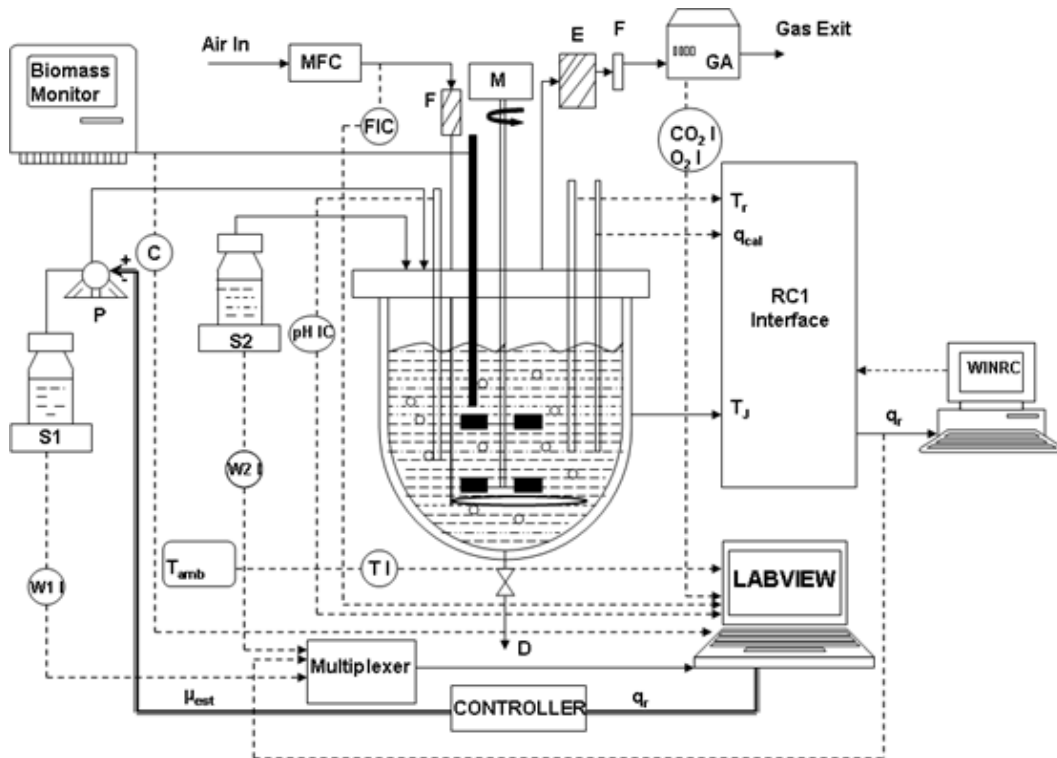 Biomass
Monitor
Air In
MFC
FIC
F
M
E
F
GA
Gas Exit
CO₂ I
O₂ I
Tr
qcal
RC1
Interface
TJ
WINRC
qr
C
+
-
P
S1
S2
pH IC
W2 I
W1 I
Tamb
T I
LABVIEW
D
Multiplexer
μest
CONTROLLER
qr